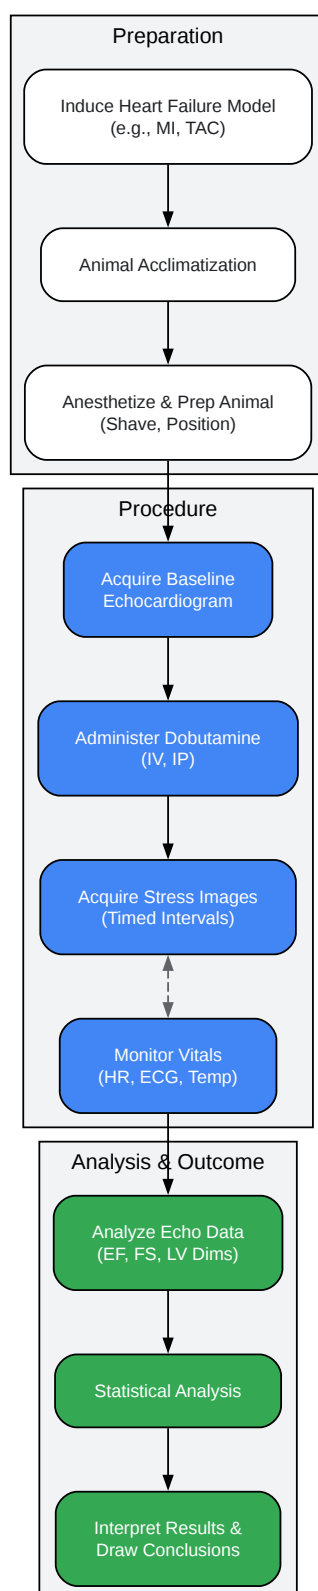 Preparation
Induce Heart Failure Model
(e.g., MI, TAC)
Animal Acclimatization
Anesthetize & Prep Animal
(Shave, Position)
Procedure
Acquire Baseline
Echocardiogram
Administer Dobutamine
(IV, IP)
Acquire Stress Images
(Timed Intervals)
Monitor Vitals
(HR, ECG, Temp)
Analysis & Outcome
Analyze Echo Data
(EF, FS, LV Dims)
Statistical Analysis
Interpret Results &
Draw Conclusions